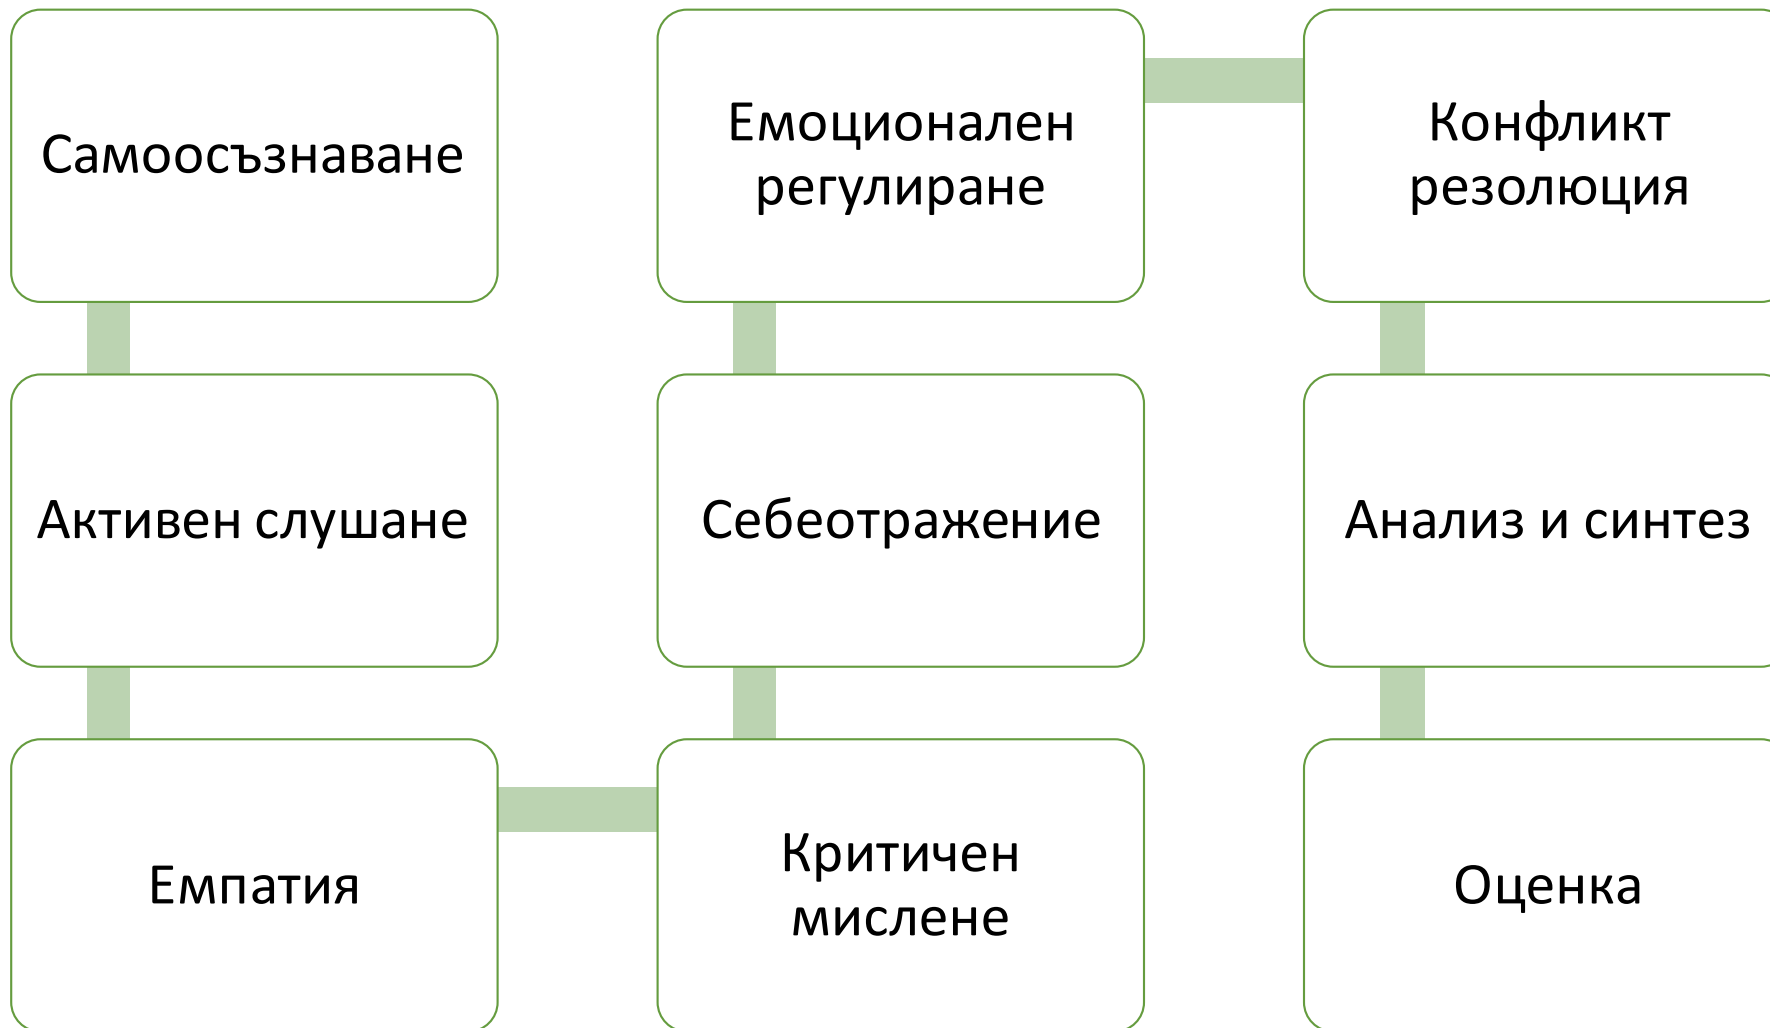 Самоосъзнаване
Активен слушане
Емпатия
Критичен
мислене
Себеотражение
Емоционален
регулиране
Конфликт
резолюция
Анализ и синтез
Оценка